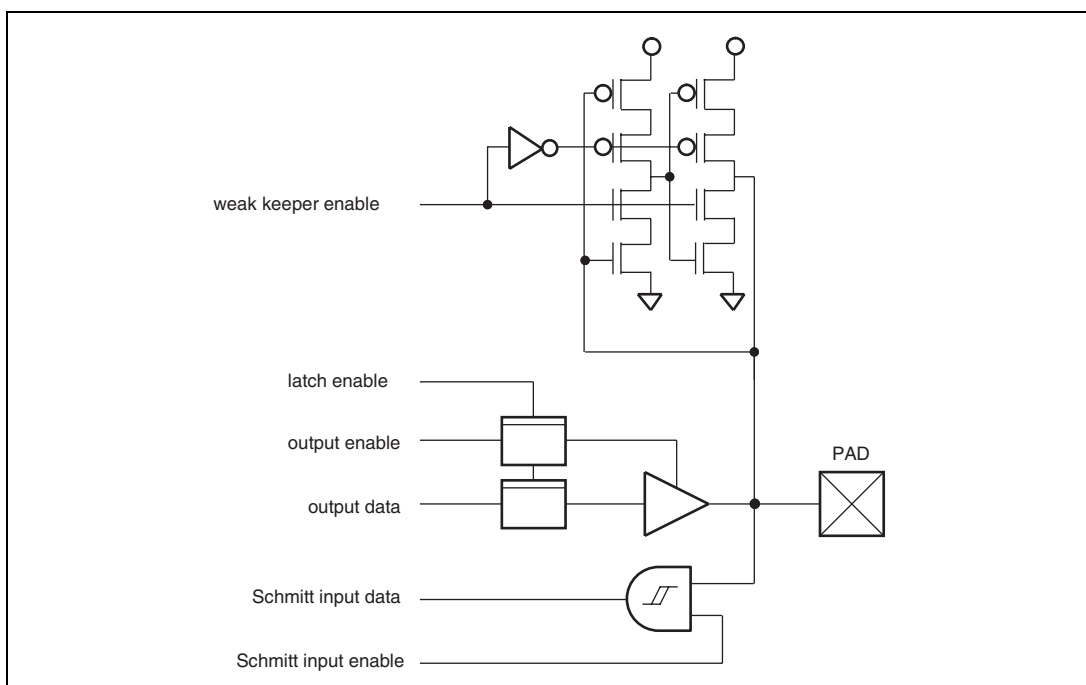 weak keeper enable
latch enable
output enable
PAD
output data
Schmitt input data
Schmitt input enable